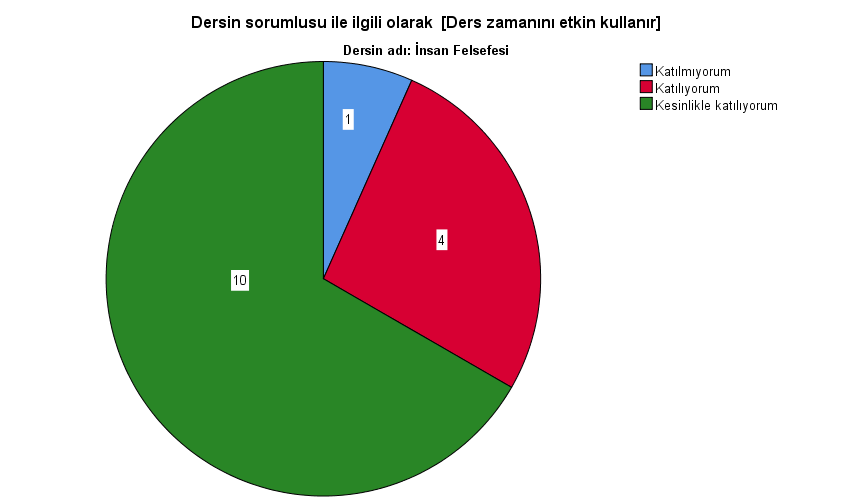 Dersin sorumlusu ile ilgili olarak [Ders zamanını etkin kullanır]
Dersin adı: İnsan Felsefesi
Katılmıyorum
Katılıyorum
Kesinlikle katılıyorum
1
4
10